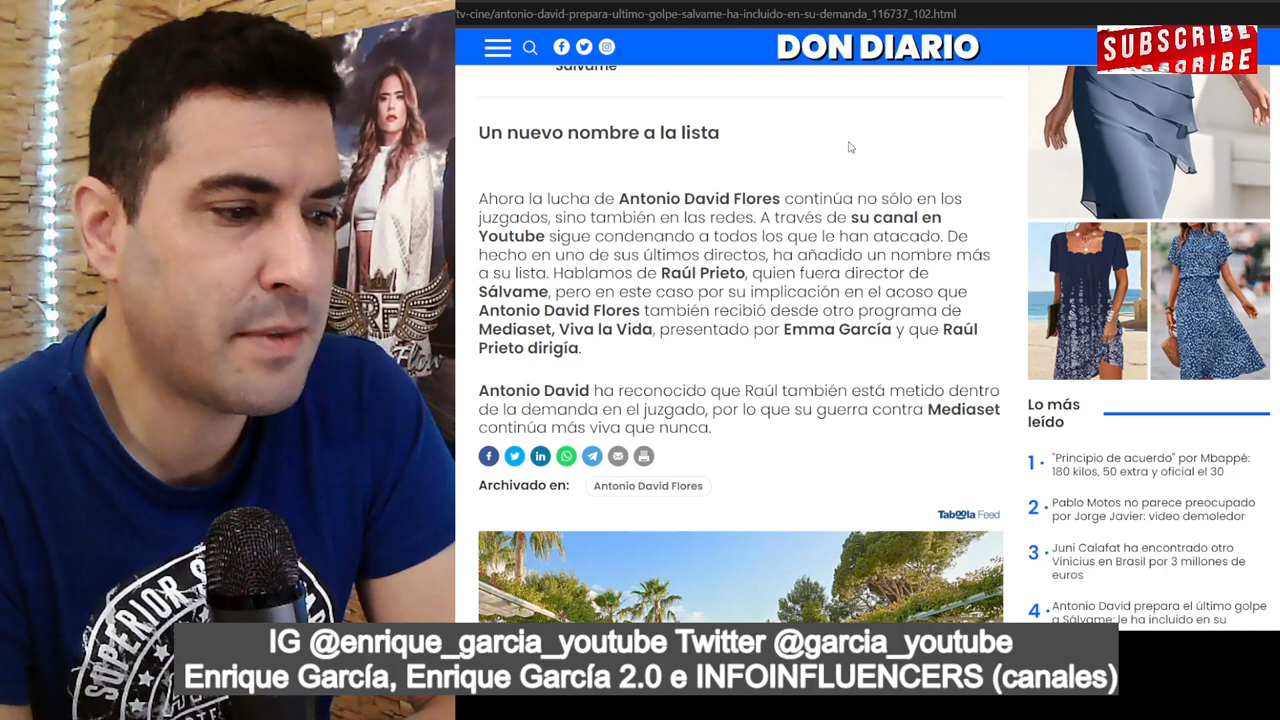 tv-cine/antonio-david-prepara-ultimo-golpe-salvame-ha-incluido-en-su-demanda_116737_102.html
DON DIARIO
SUBSCRIBE
SUBSCRIBE
Sálvame
Un nuevo nombre a la lista
Ahora la lucha de Antonio David Flores continúa no sólo en los
juzgados, sino también en las redes. A través de su canal en
Youtube sigue condenando a todos los que le han atacado. De
hecho en uno de sus últimos directos, ha añadido un nombre más
a su lista. Hablamos de Raúl Prieto, quien fuera director de
Sálvame, pero en este caso por su implicación en el acoso que
Antonio David Flores también recibió desde otro programa de
Mediaset, Viva la Vida, presentado por Emma García y que Raúl
Prieto dirigía.
Antonio David ha reconocido que Raúl también está metido dentro
de la demanda en el juzgado, por lo que su guerra contra Mediaset
continúa más viva que nunca.
Archivado en: Antonio David Flores
Taboola Feed
Lo más
leído
1 · "Principio de acuerdo" por Mbappé:
180 kilos, 50 extra y oficial el 30
2 · Pablo Motos no parece preocupado
por Jorge Javier: vídeo demoledor
3 · Juni Calafat ha encontrado otro
Vinicius en Brasil por 3 millones de
euros
4 · Antonio David prepara el último golpe
a Sálvame: le ha incluido en su
RF
Flow
SUPERIOR
IG @enrique_garcia_youtube Twitter @garcia_youtube
Enrique García, Enrique García 2.0 e INFOINFLUENCERS (canales)